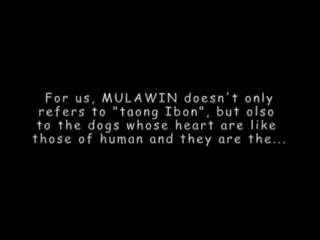 For us, MULAWIN doesn't only
refers to "taong Ibon", but olso
to the dogs whose heart are like
those of human and they are the...